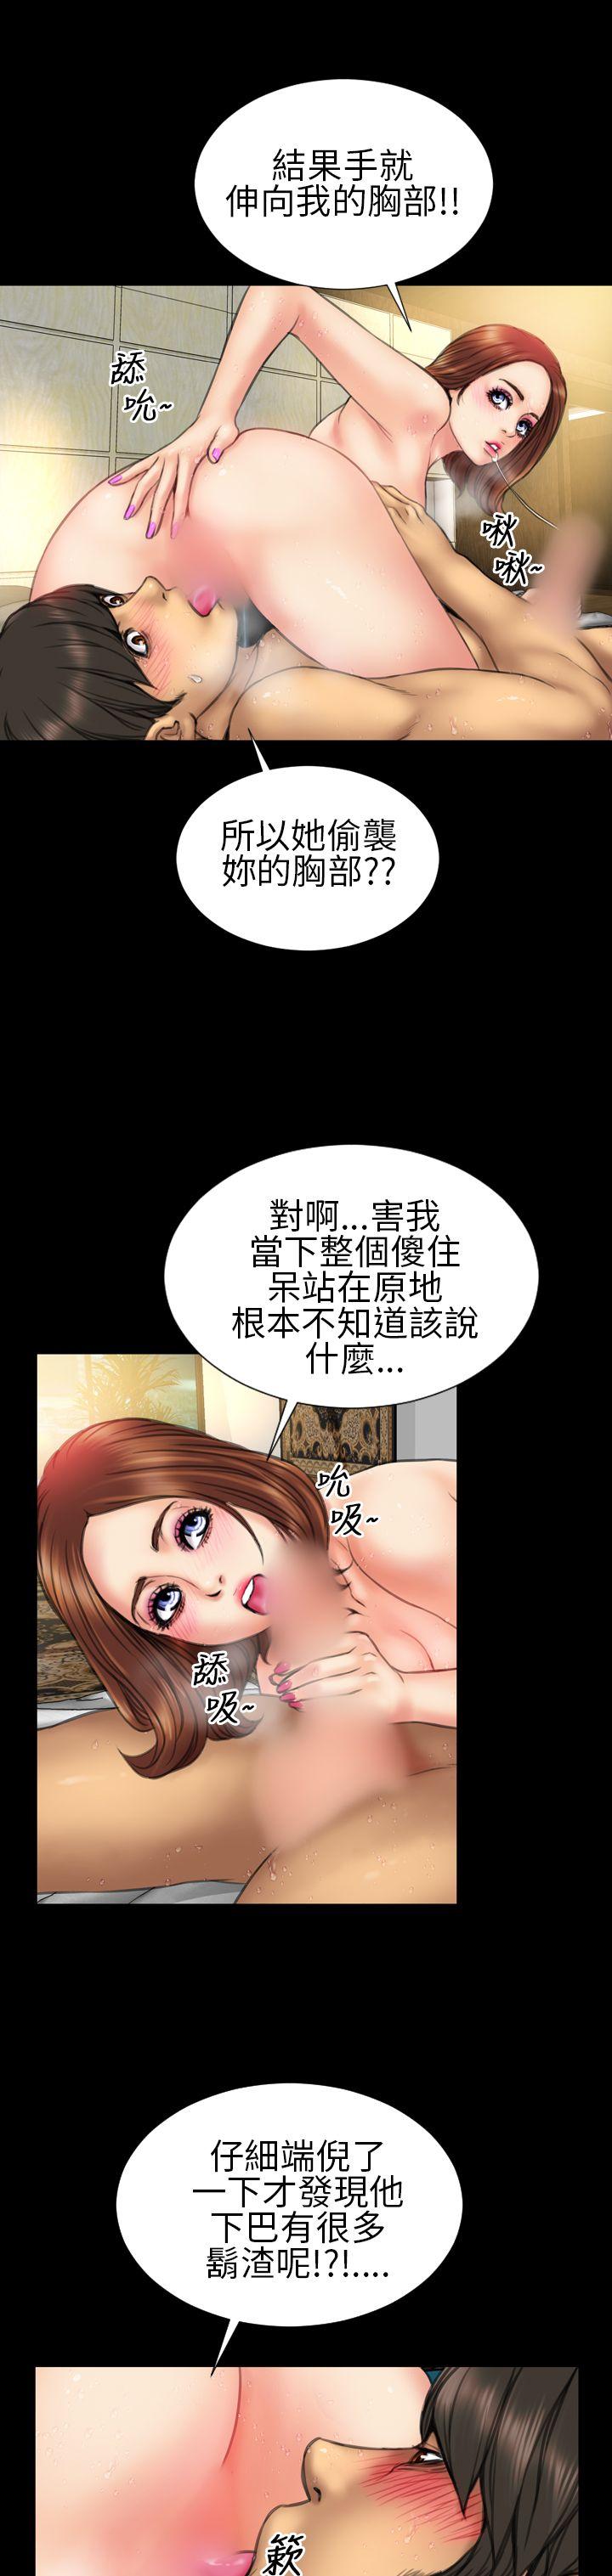 結果手就
伸向我的胸部!!
舔
吮~
啾
啾~
所以她偷襲
妳的胸部??
對啊...害我
當下整個傻住
呆站在原地
根本不知道該說
什麼...
吮
吸~
舔
吸~
仔細端倪了
一下才發現他
下巴有很多
鬍渣呢!?!....
簌